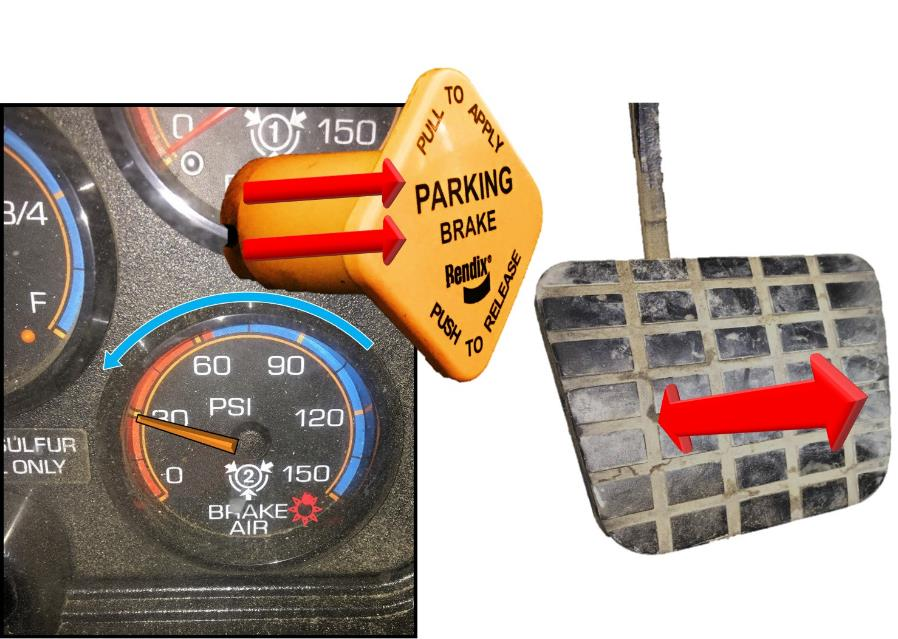 0
1
150
3/4
F
PULL TO APPLY
PARKING
BRAKE
Bendix®
PUSH TO RELEASE
60
90
PSI
120
0
2
150
BRAKE
AIR
SULFUR
ONLY